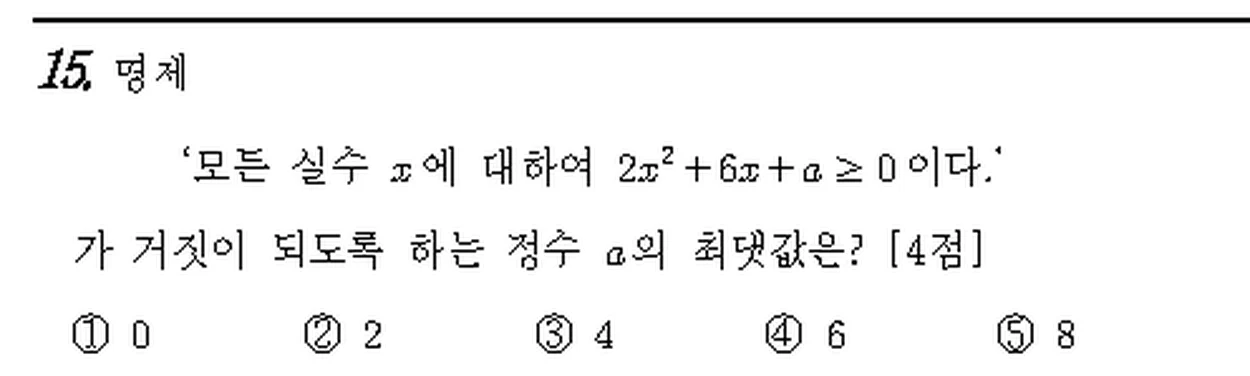 15. 명제
‘모든 실수 x에 대하여 2x²+6x+a≥0이다.’
가 거짓이 되도록 하는 정수 a의 최댓값은? [4점]
① 0 ② 2 ③ 4 ④ 6 ⑤ 8